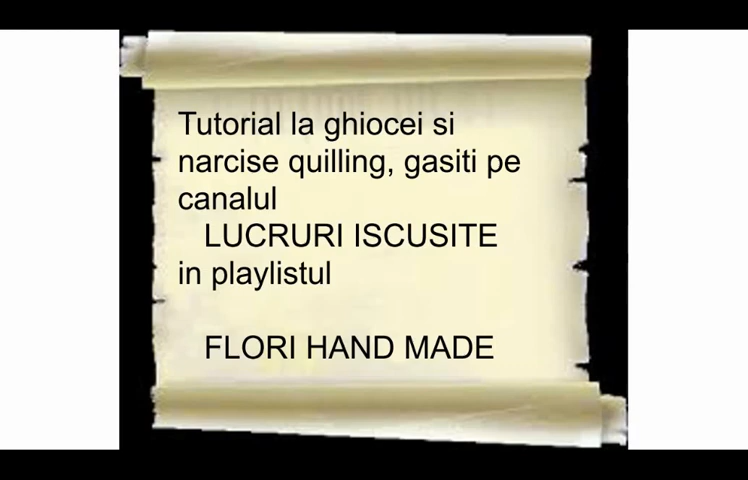 Tutorial la ghiocei si
narcise quilling, gasiti pe
canalul
LUCRURI ISCUSITE
in playlistul
FLORI HAND MADE